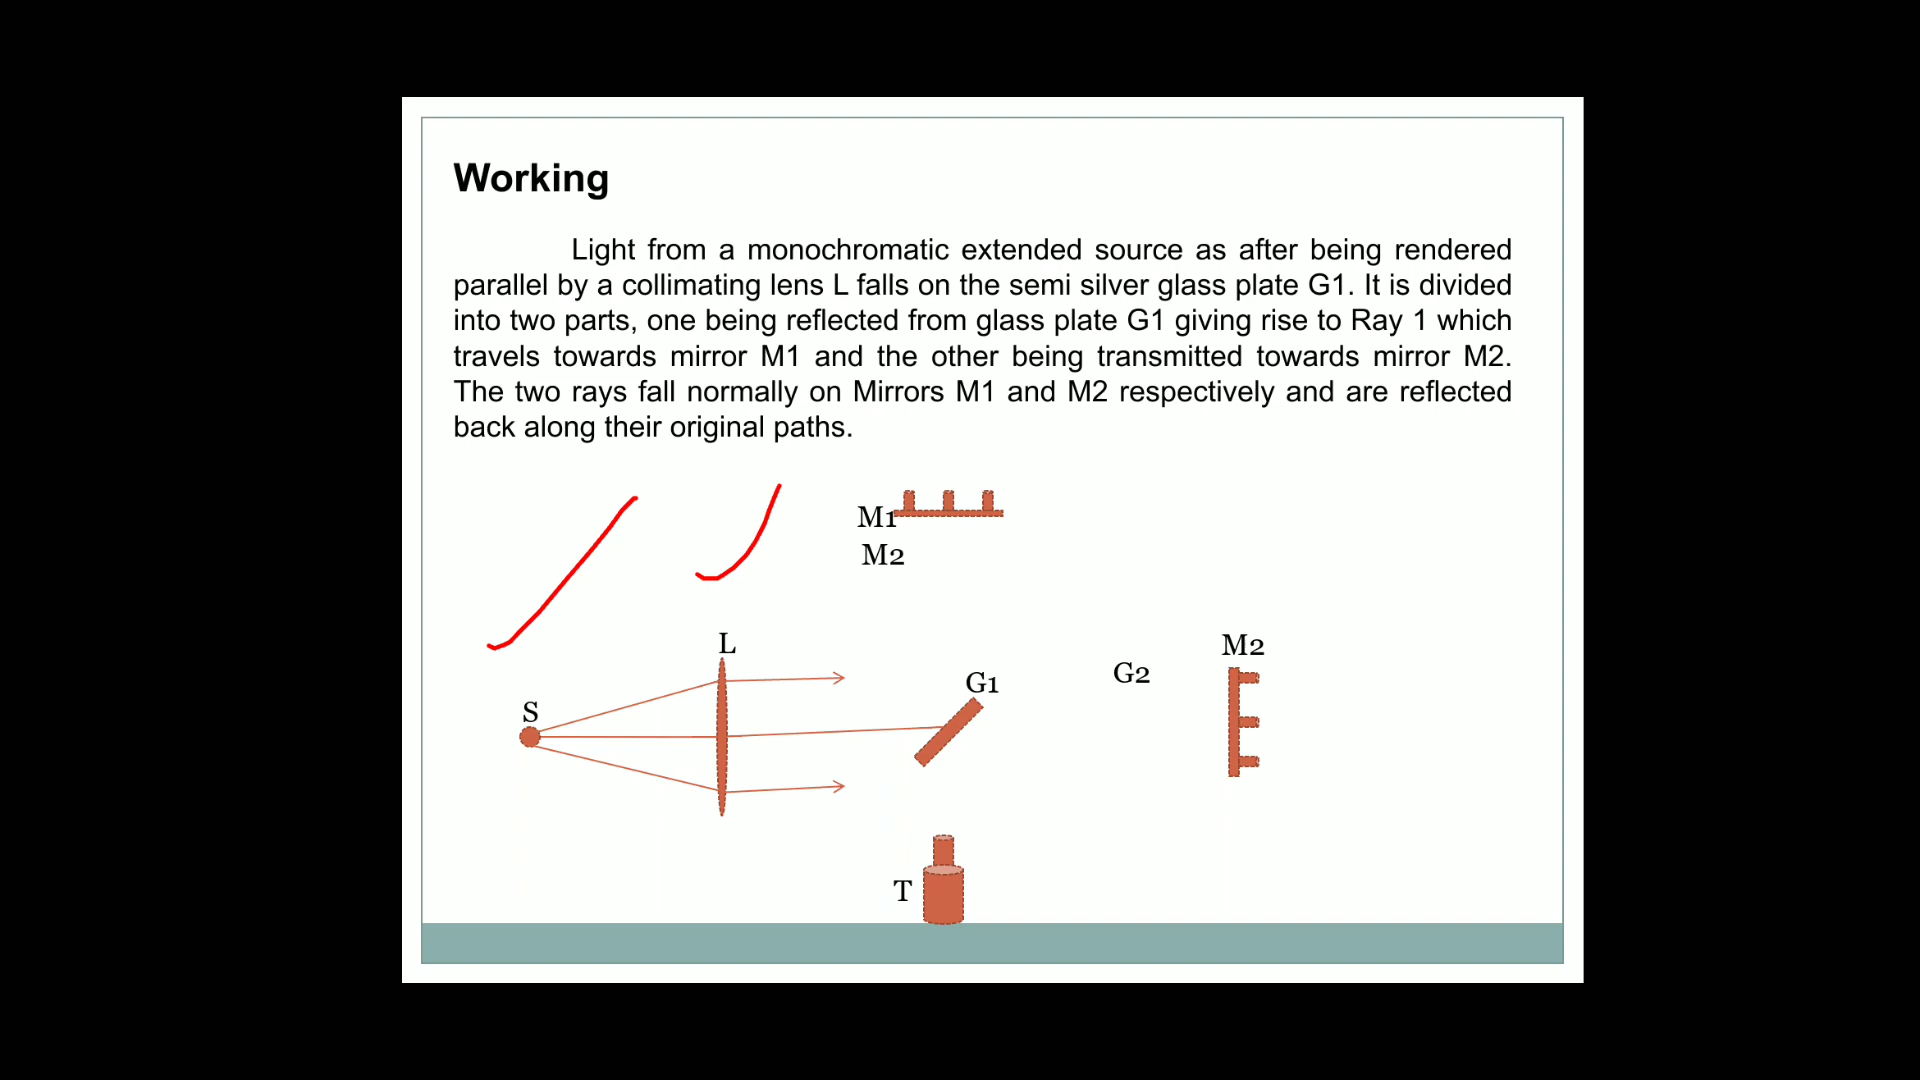 Working
Light from a monochromatic extended source as after being rendered
parallel by a collimating lens L falls on the semi silver glass plate G1. It is divided
into two parts, one being reflected from glass plate G1 giving rise to Ray 1 which
travels towards mirror M1 and the other being transmitted towards mirror M2.
The two rays fall normally on Mirrors M1 and M2 respectively and are reflected
back along their original paths.
M1
M2
L
M2
G2
G1
S
T